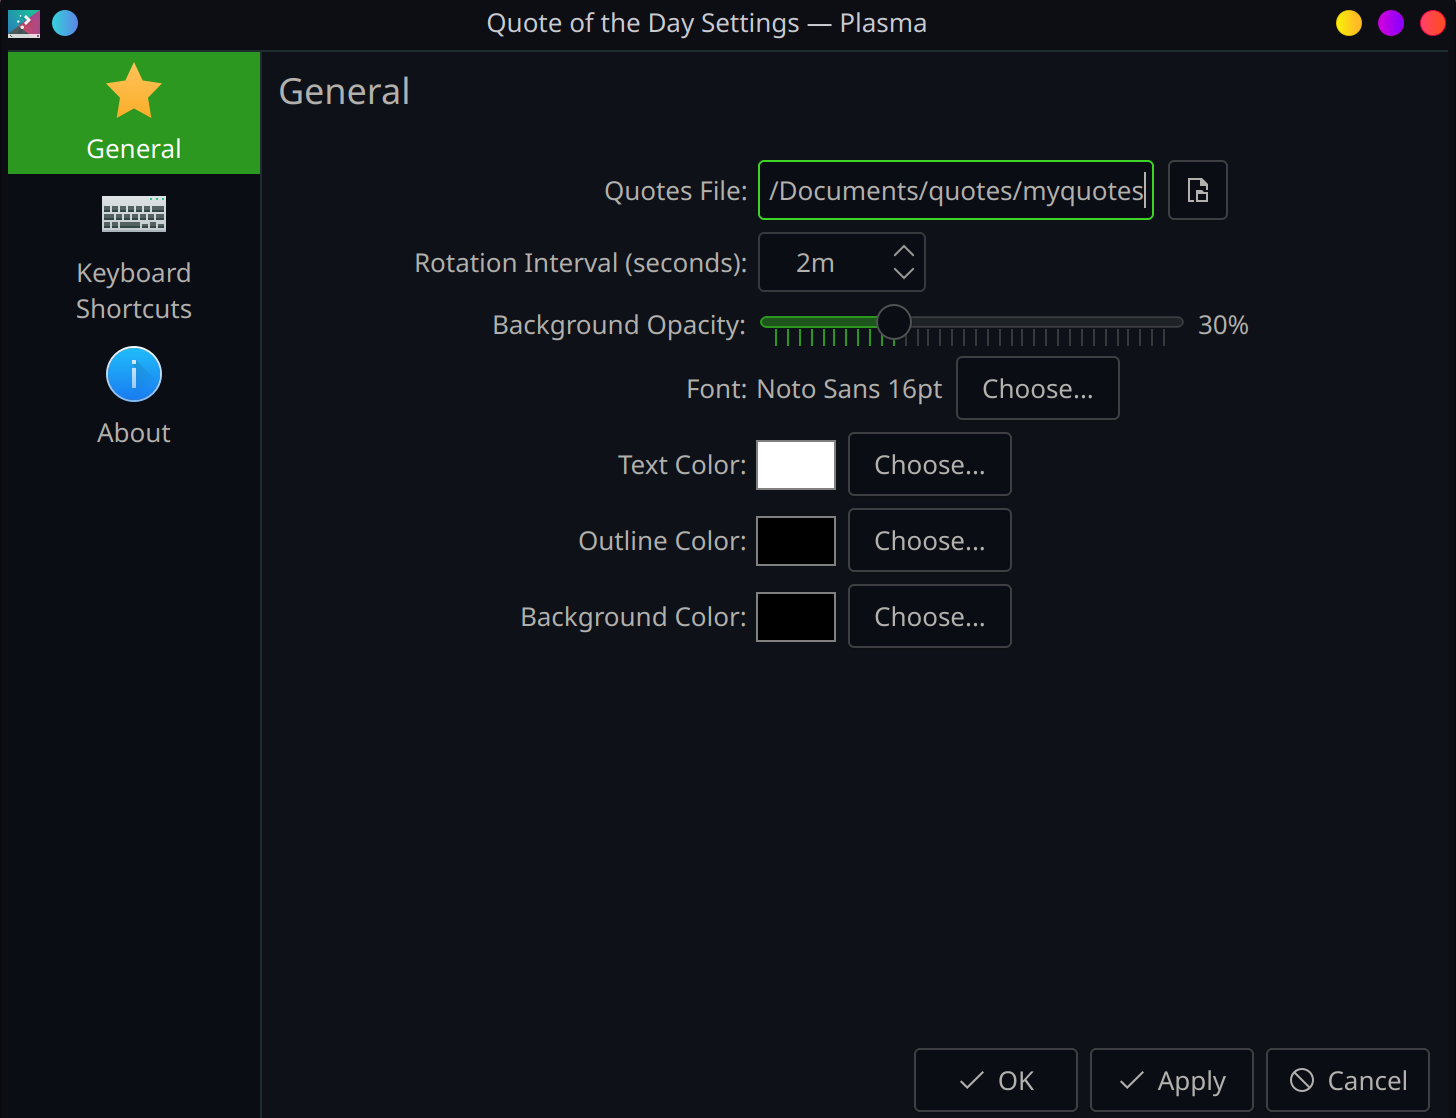 Quote of the Day Settings — Plasma
General
Keyboard
Shortcuts
About
General
Quotes File: /Documents/quotes/myquotes
Rotation Interval (seconds): 2m
Background Opacity: 30%
Font: Noto Sans 16pt Choose...
Text Color: Choose...
Outline Color: Choose...
Background Color: Choose...
OK Apply Cancel